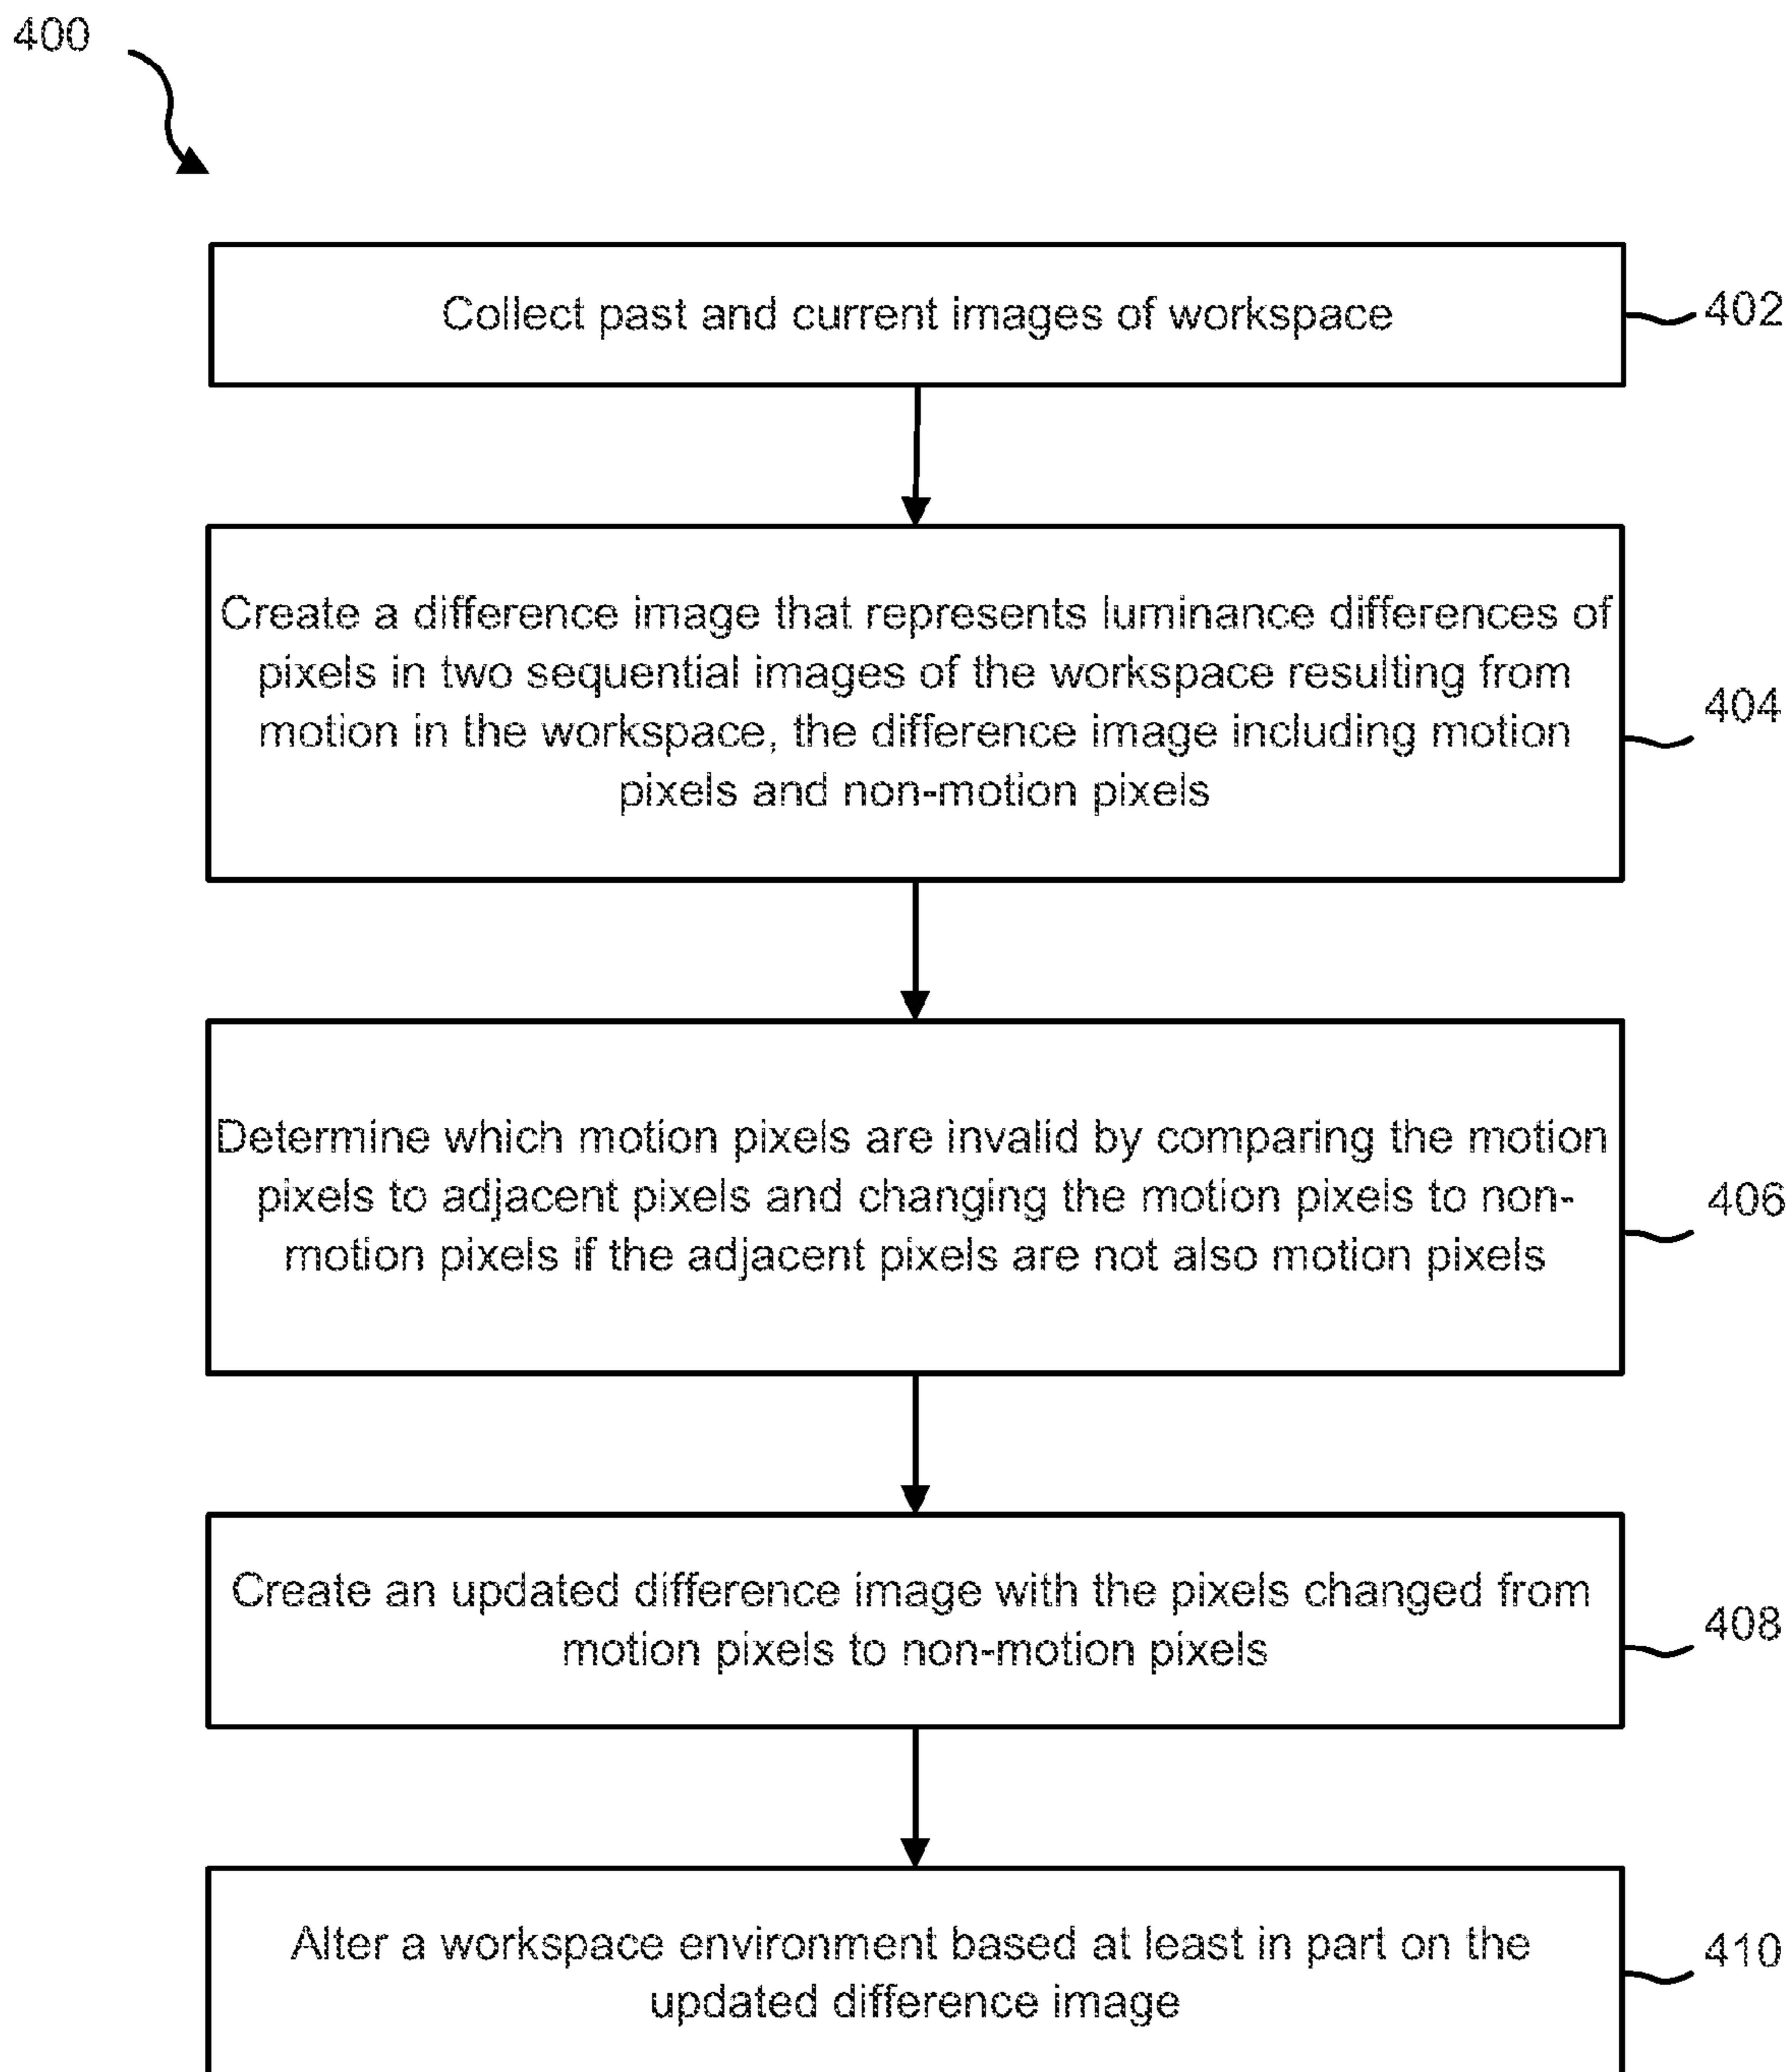 400
Collect past and current images of workspace
402
Create a difference image that represents luminance differences of
pixels in two sequential images of the workspace resulting from
motion in the workspace, the difference image including motion
pixels and non-motion pixels
404
Determine which motion pixels are invalid by comparing the motion
pixels to adjacent pixels and changing the motion pixels to non-
motion pixels if the adjacent pixels are not also motion pixels
406
Create an updated difference image with the pixels changed from
motion pixels to non-motion pixels
408
Alter a workspace environment based at least in part on the
updated difference image
410